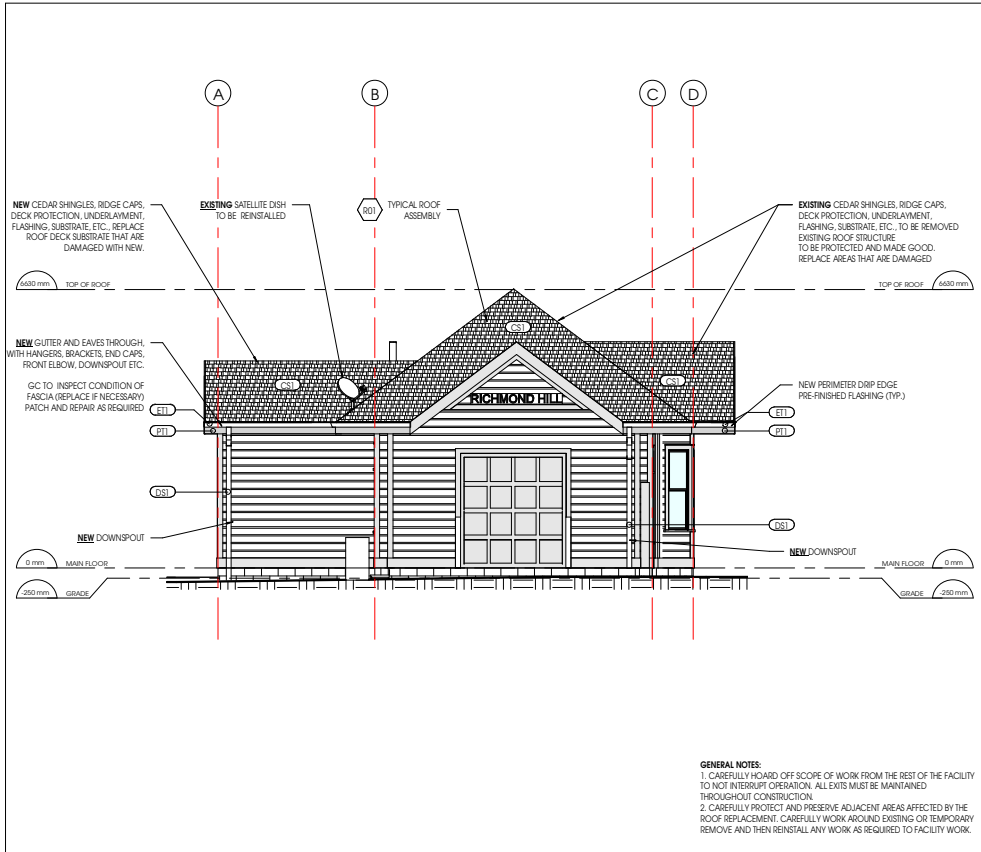 A
B
C
D
NEW CEDAR SHINGLES, RIDGE CAPS,
DECK PROTECTION, UNDERLAYMENT,
FLASHING, SUBSTRATE, ETC., REPLACE
ROOF DECK SUBSTRATE THAT ARE
DAMAGED WITH NEW.
EXISTING SATELLITE DISH
TO BE REINSTALLED
R01
TYPICAL ROOF
ASSEMBLY
EXISTING CEDAR SHINGLES, RIDGE CAPS,
DECK PROTECTION, UNDERLAYMENT,
FLASHING, SUBSTRATE, ETC., TO BE REMOVED
EXISTING ROOF STRUCTURE
TO BE PROTECTED AND MADE GOOD.
REPLACE AREAS THAT ARE DAMAGED
6630 mm
TOP OF ROOF
TOP OF ROOF
6630 mm
NEW GUTTER AND EAVES THROUGH,
WITH HANGERS, BRACKETS, END CAPS,
FRONT ELBOW, DOWNSPOUT ETC.
GC TO INSPECT CONDITION OF
FASCIA (REPLACE IF NECESSARY)
PATCH AND REPAIR AS REQUIRED
CS1
CS1
CS1
RICHMOND HILL
NEW PERIMETER DRIP EDGE
PRE-FINISHED FLASHING (TYP.)
ET1
PT1
ET1
PT1
DS1
DS1
NEW DOWNSPOUT
NEW DOWNSPOUT
0 mm
MAIN FLOOR
MAIN FLOOR
0 mm
-250 mm
GRADE
GRADE
-250 mm
GENERAL NOTES:
1. CAREFULLY HOARD OFF SCOPE OF WORK FROM THE REST OF THE FACILITY
TO NOT INTERRUPT OPERATION. ALL EXITS MUST BE MAINTAINED
THROUGHOUT CONSTRUCTION.
2. CAREFULLY PROTECT AND PRESERVE ADJACENT AREAS AFFECTED BY THE
ROOF REPLACEMENT. CAREFULLY WORK AROUND EXISTING OR TEMPORARY
REMOVE AND THEN REINSTALL ANY WORK AS REQUIRED TO FACILITY WORK.